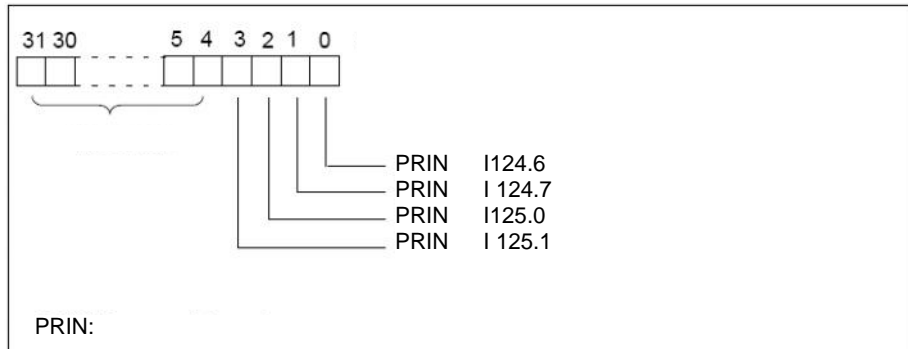 31 30 5 4 3 2 1 0
PRIN I124.6
PRIN I 124.7
PRIN I125.0
PRIN I 125.1
PRIN: